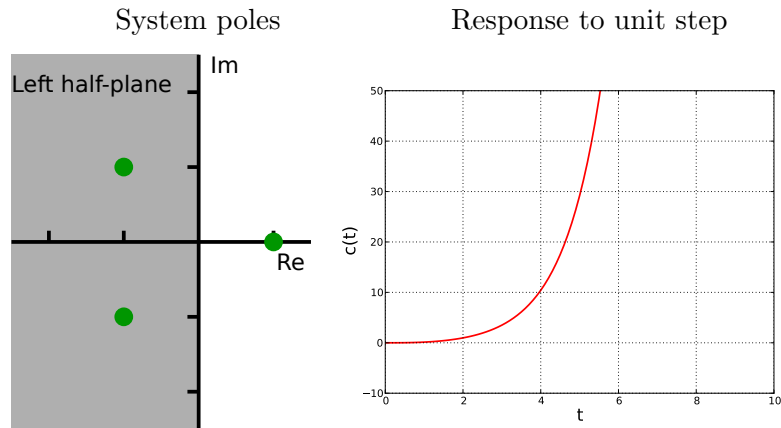 System poles
Response to unit step
Im
Left half-plane
Re
50
40
30
20
10
0
−10
c(t)
0 2 4 6 8 10
t